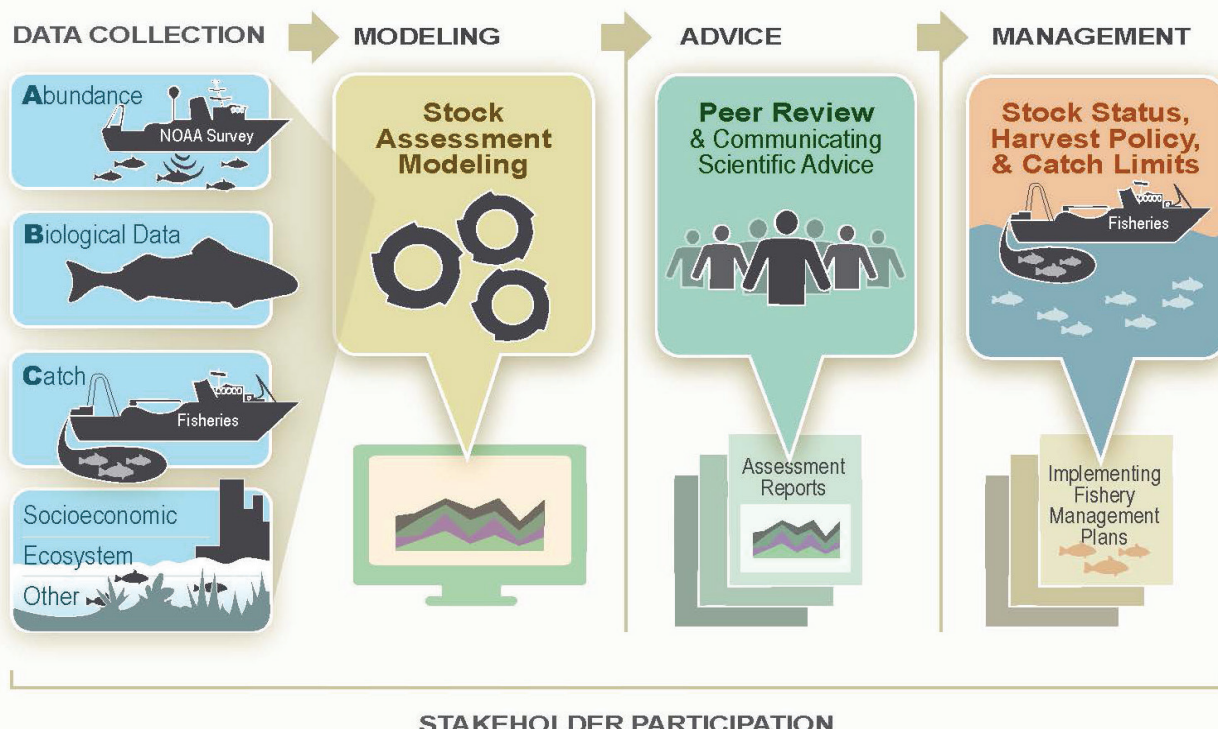 DATA COLLECTION
MODELING
ADVICE
MANAGEMENT
Abundance
NOAA Survey
Biological Data
Catch
Fisheries
Socioeconomic
Ecosystem
Other
Stock
Assessment
Modeling
Peer Review
& Communicating
Scientific Advice
Assessment
Reports
Stock Status,
Harvest Policy,
& Catch Limits
Fisheries
Implementing
Fishery
Management
Plans
STAKEHOLDER PARTICIPATION